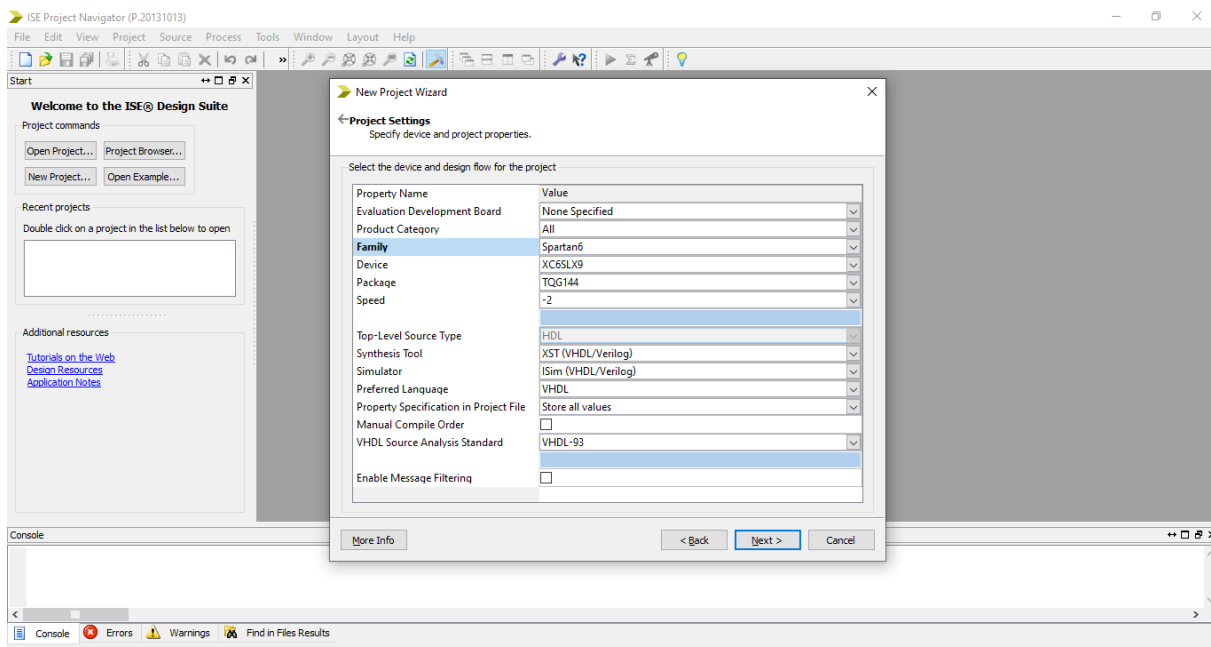 ISE Project Navigator (P.20131013)
File Edit View Project Source Process Tools Window Layout Help
Start
Welcome to the ISE® Design Suite
Project commands
Open Project... Project Browser...
New Project... Open Example...
Recent projects
Double click on a project in the list below to open
Additional resources
Tutorials on the Web
Design Resources
Application Notes
New Project Wizard
Project Settings
Specify device and project properties.
Select the device and design flow for the project
Property Name Value
Evaluation Development Board None Specified
Product Category All
Family Spartan6
Device XC6SLX9
Package TQG144
Speed -2
Top-Level Source Type HDL
Synthesis Tool XST (VHDL/Verilog)
Simulator ISim (VHDL/Verilog)
Preferred Language VHDL
Property Specification in Project File Store all values
Manual Compile Order
VHDL Source Analysis Standard VHDL-93
Enable Message Filtering
More Info < Back Next > Cancel
Console
Console Errors Warnings Find in Files Results